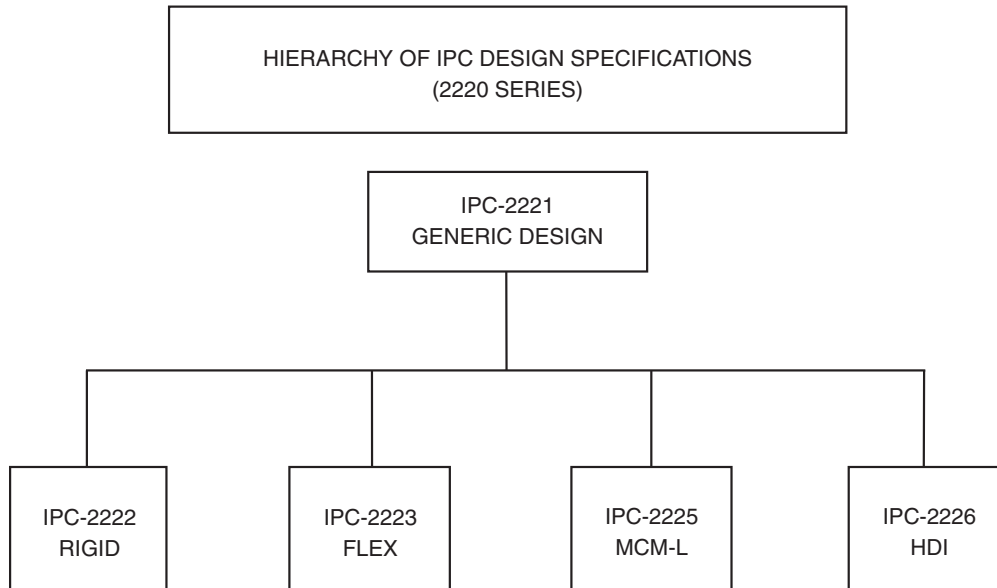 HIERARCHY OF IPC DESIGN SPECIFICATIONS
(2220 SERIES)
IPC-2221
GENERIC DESIGN
IPC-2222
RIGID
IPC-2223
FLEX
IPC-2225
MCM-L
IPC-2226
HDI